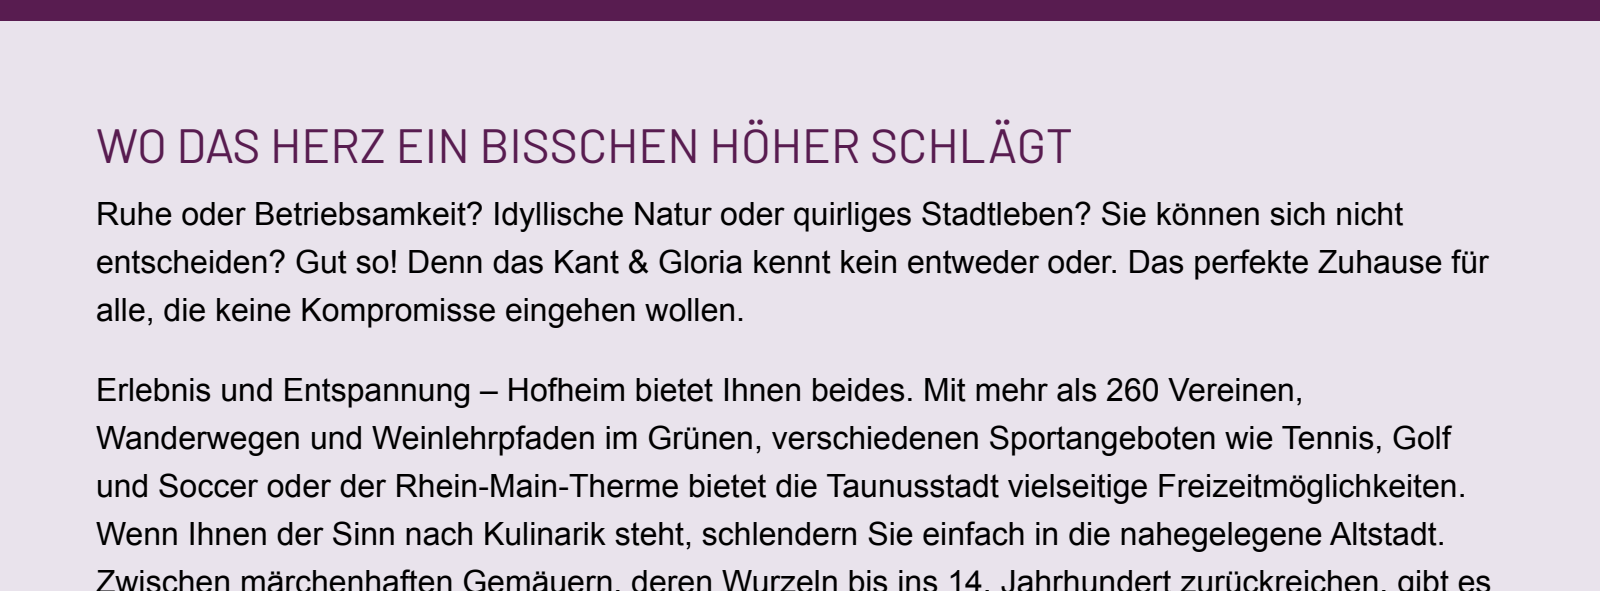 WO DAS HERZ EIN BISSCHEN HÖHER SCHLÄGT
Ruhe oder Betriebsamkeit? Idyllische Natur oder quirliges Stadtleben? Sie können sich nicht
entscheiden? Gut so! Denn das Kant & Gloria kennt kein entweder oder. Das perfekte Zuhause für
alle, die keine Kompromisse eingehen wollen.
Erlebnis und Entspannung – Hofheim bietet Ihnen beides. Mit mehr als 260 Vereinen,
Wanderwegen und Weinlehrpfaden im Grünen, verschiedenen Sportangeboten wie Tennis, Golf
und Soccer oder der Rhein-Main-Therme bietet die Taunusstadt vielseitige Freizeitmöglichkeiten.
Wenn Ihnen der Sinn nach Kulinarik steht, schlendern Sie einfach in die nahegelegene Altstadt.
Zwischen märchenhaften Gemäuern, deren Wurzeln bis ins 14. Jahrhundert zurückreichen, gibt es